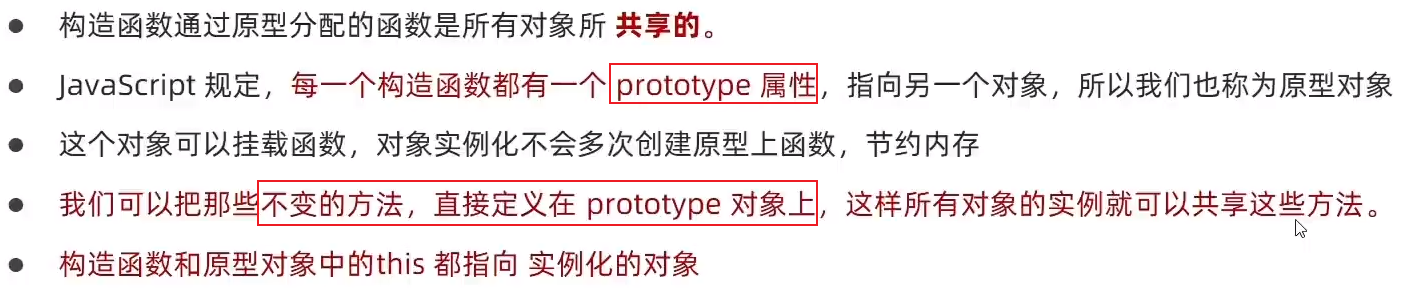 构造函数通过原型分配的函数是所有对象所 共享的。
JavaScript 规定，每一个构造函数都有一个 prototype 属性，指向另一个对象，所以我们也称为原型对象
这个对象可以挂载函数，对象实例化不会多次创建原型上函数，节约内存
我们可以把那些不变的方法，直接定义在 prototype 对象上，这样所有对象的实例就可以共享这些方法。
构造函数和原型对象中的this 都指向 实例化的对象